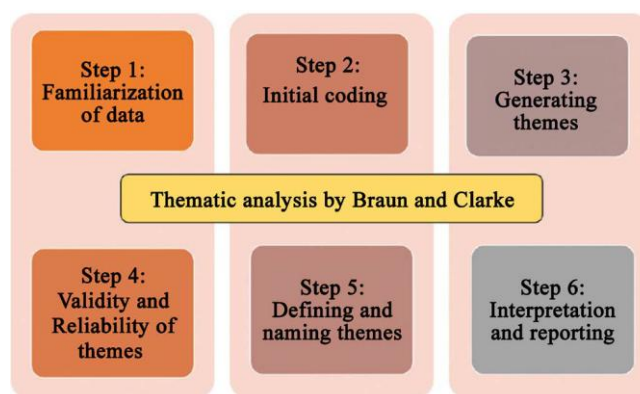 Step 1:
Familiarization
of data
Step 2:
Initial coding
Step 3:
Generating
themes
Thematic analysis by Braun and Clarke
Step 4:
Validity and
Reliability of
themes
Step 5:
Defining and
naming themes
Step 6:
Interpretation
and reporting